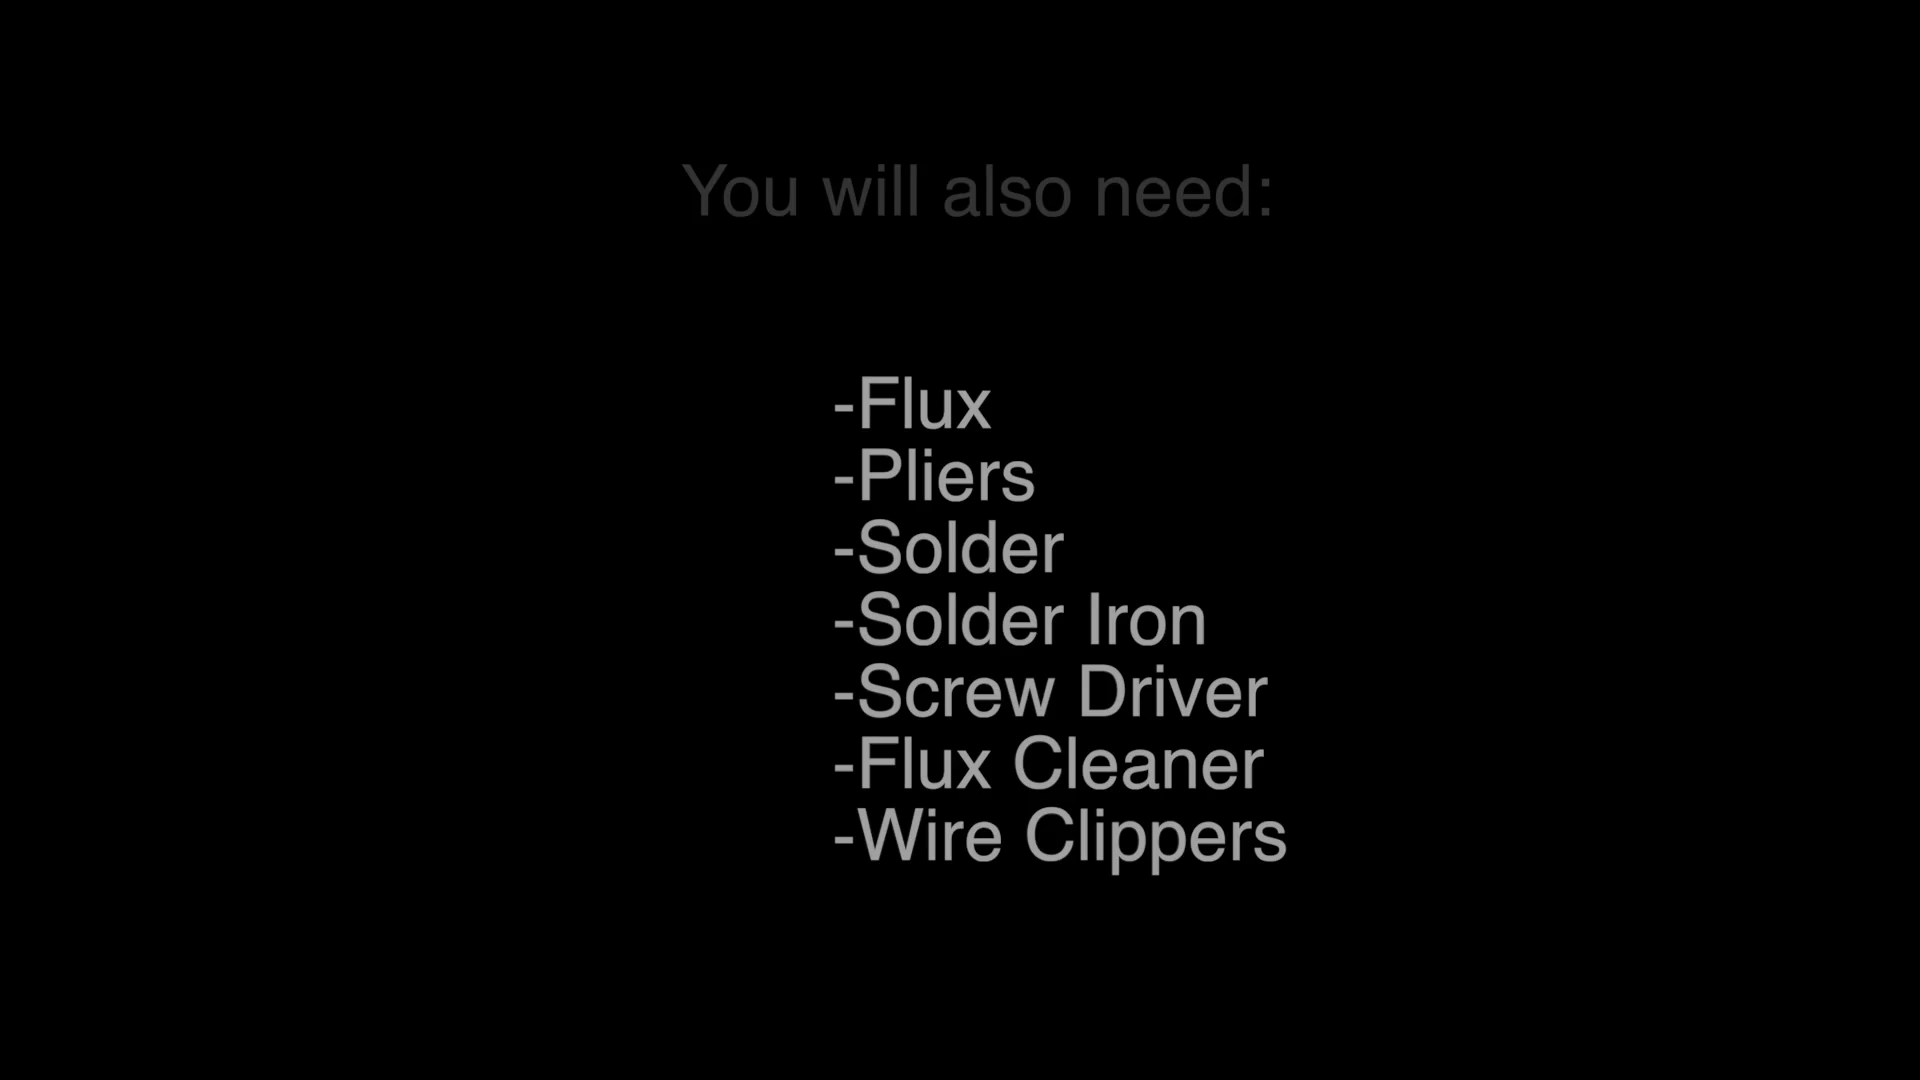 You will also need:
-Flux
-Pliers
-Solder
-Solder Iron
-Screw Driver
-Flux Cleaner
-Wire Clippers